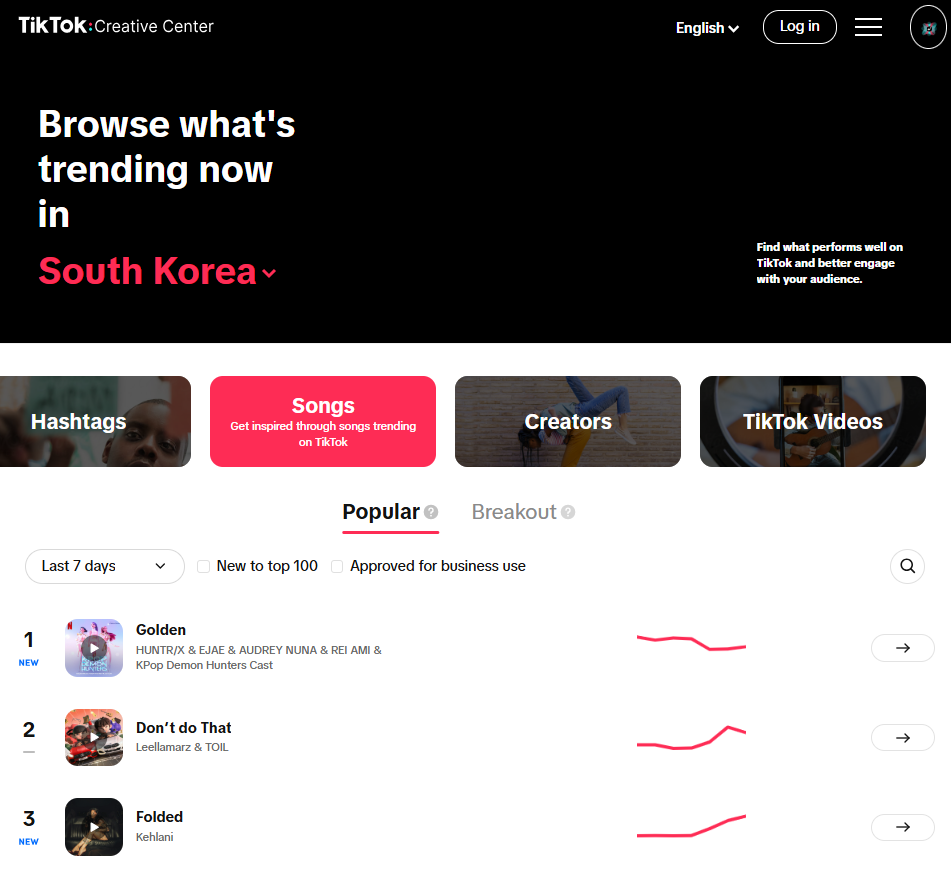 TikTok: Creative Center
English
Log in
Browse what's
trending now
in
South Korea
Find what performs well on
TikTok and better engage
with your audience.
Hashtags
Songs
Get inspired through songs trending
on TikTok
Creators
TikTok Videos
Popular ?
Breakout ?
Last 7 days
New to top 100
Approved for business use
1
NEW
Golden
HUNTR/X & EJAE & AUDREY NUNA & REI AMI &
KPop Demon Hunters Cast
2
Don’t do That
Leellamarz & TOIL
3
NEW
Folded
Kehlani